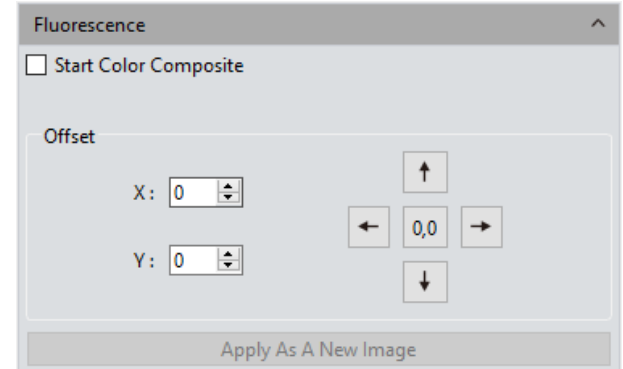 Fluorescence
Start Color Composite
Offset
X: 0
0,0
Y: 0
Apply As A New Image